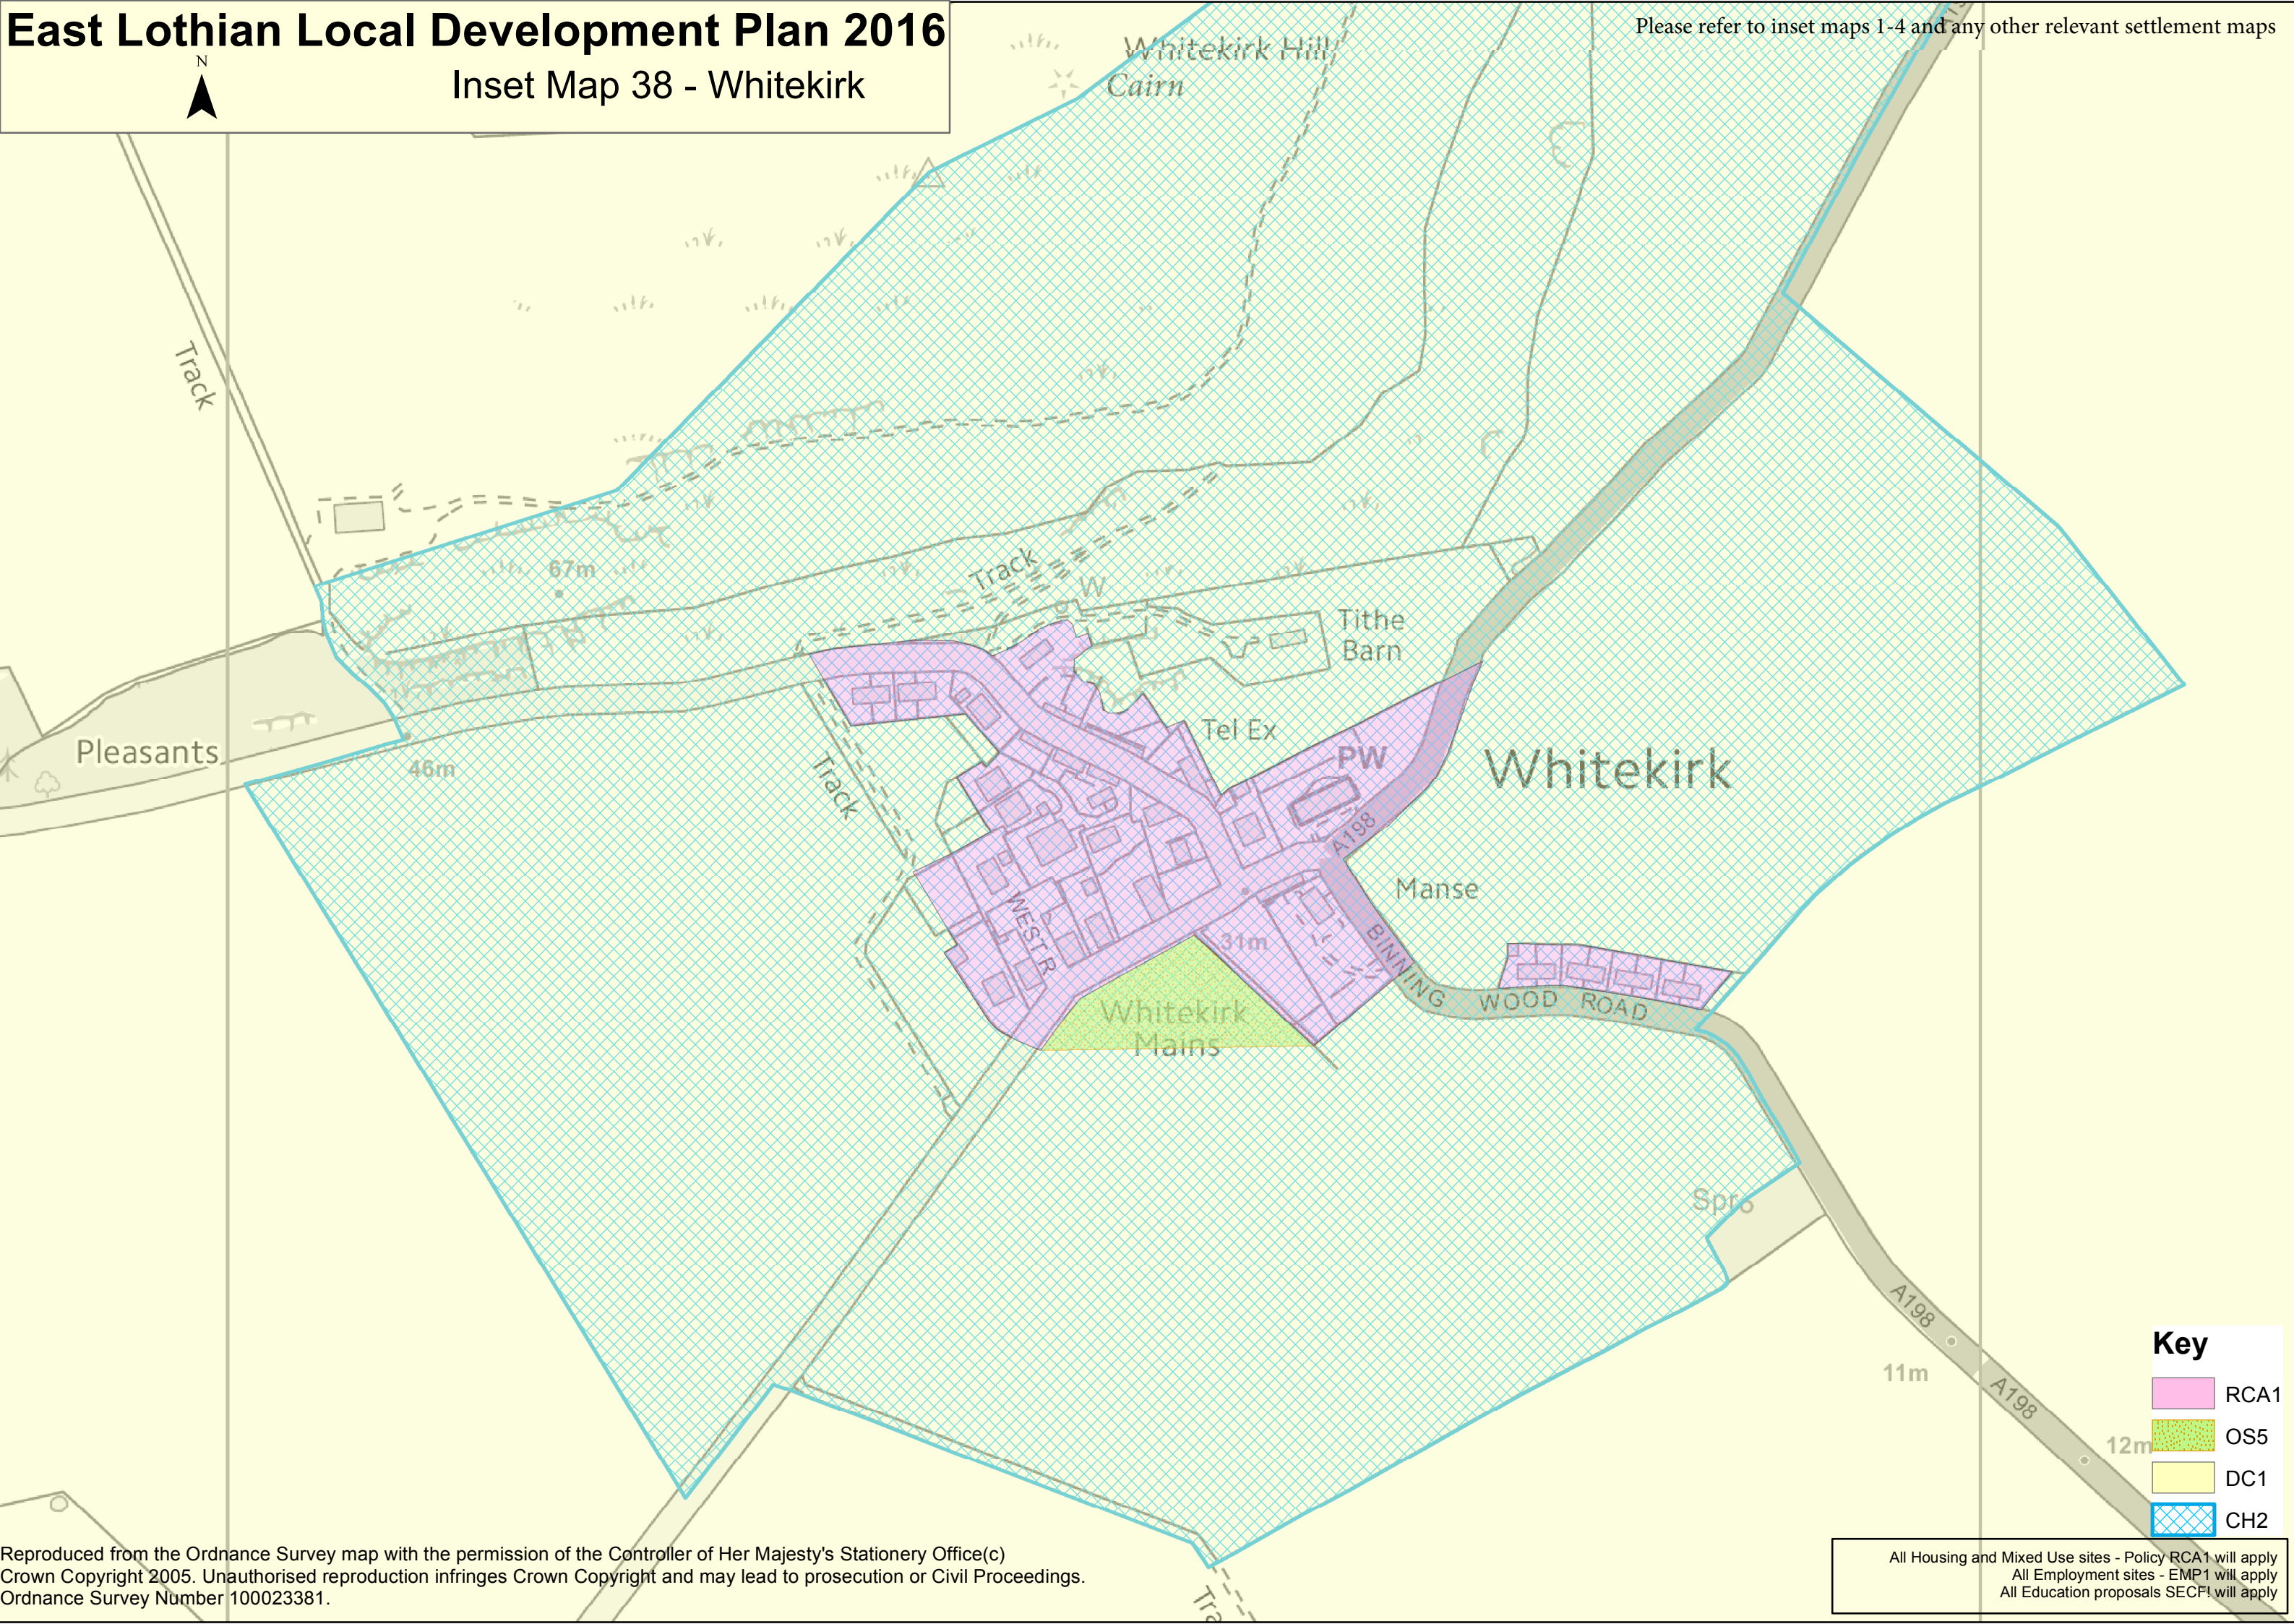 East Lothian Local Development Plan 2016
Inset Map 38 - Whitekirk
N
Please refer to inset maps 1-4 and any other relevant settlement maps
Whitekirk Hill
Cairn
Track
67m
Track
W
Tithe
Barn
Pleasants
46m
Track
Tel Ex
PW
Whitekirk
A198
Manse
WEST R
31m
BINNING WOOD ROAD
Whitekirk
Mains
Spr
A198
11m
A198
12m
Tra
Key
RCA1
OS5
DC1
CH2
Reproduced from the Ordnance Survey map with the permission of the Controller of Her Majesty's Stationery Office(c)
Crown Copyright 2005. Unauthorised reproduction infringes Crown Copyright and may lead to prosecution or Civil Proceedings.
Ordnance Survey Number 100023381.
All Housing and Mixed Use sites - Policy RCA1 will apply
All Employment sites - EMP1 will apply
All Education proposals SECF! will apply